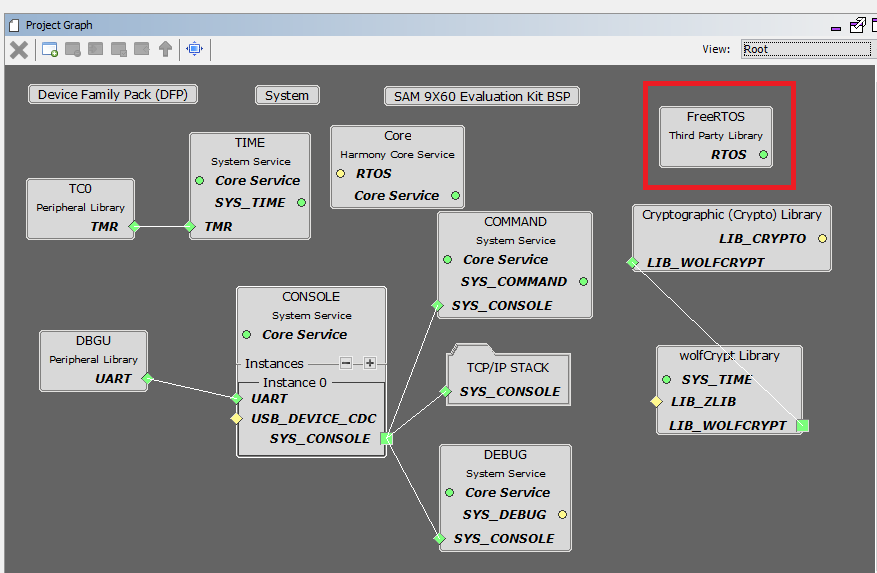 Project Graph
View: Root
Device Family Pack (DFP)
System
SAM 9X60 Evaluation Kit BSP
FreeRTOS
Third Party Library
RTOS
TIME
System Service
Core Service
SYS_TIME
TMR
Core
Harmony Core Service
RTOS
Core Service
TC0
Peripheral Library
TMR
Cryptographic (Crypto) Library
LIB_CRYPTO
LIB_WOLFCRYPT
COMMAND
System Service
Core Service
SYS_COMMAND
SYS_CONSOLE
CONSOLE
System Service
Core Service
Instances
Instance 0
UART
USB_DEVICE_CDC
SYS_CONSOLE
DBGU
Peripheral Library
UART
TCP/IP STACK
SYS_CONSOLE
wolfCrypt Library
SYS_TIME
LIB_ZLIB
LIB_WOLFCRYPT
DEBUG
System Service
Core Service
SYS_DEBUG
SYS_CONSOLE